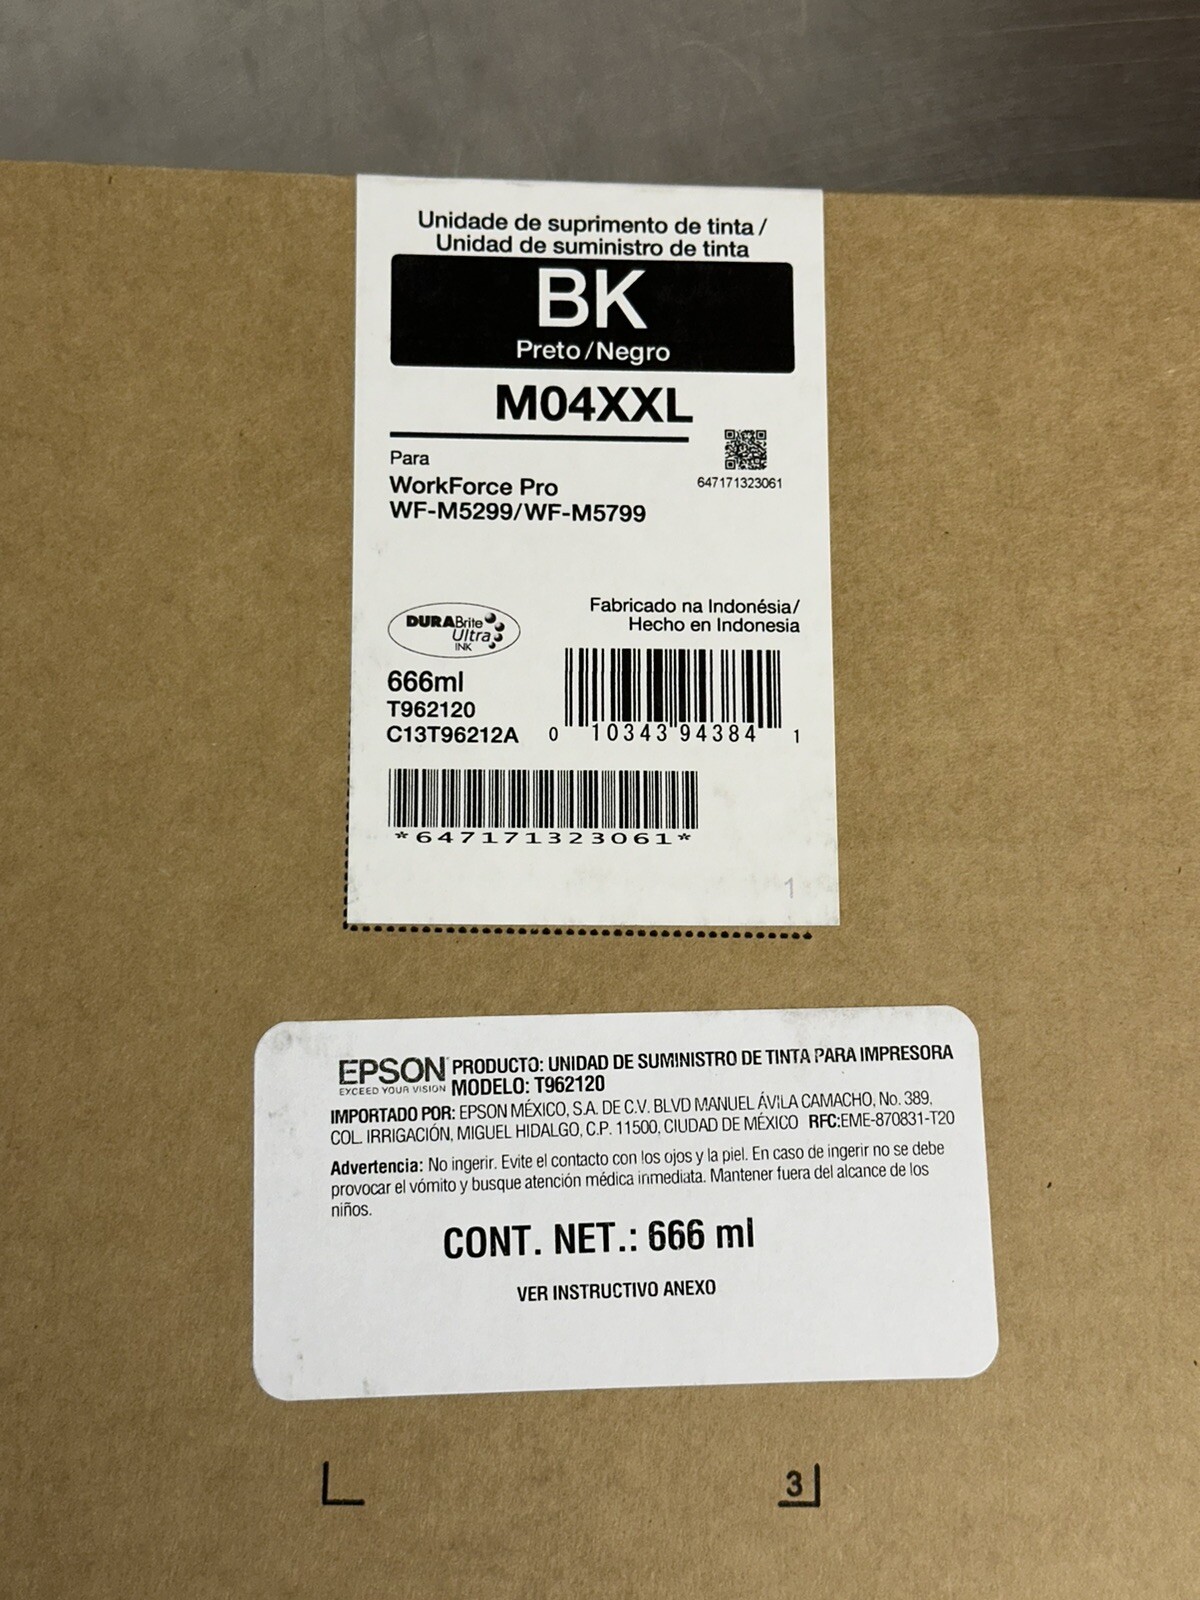 Unidade de suprimento de tinta /
Unidad de suministro de tinta
BK
Preto/Negro
M04XXL
Para
WorkForce Pro
WF-M5299/WF-M5799
647171323061
Fabricado na Indonésia/
Hecho en Indonesia
DURABrite
Ultra
INK
666ml
T962120
C13T96212A
0 10343 94384 1
*647171323061*
1
EPSON
EXCEED YOUR VISION
PRODUCTO: UNIDAD DE SUMINISTRO DE TINTA PARA IMPRESORA
MODELO: T962120
IMPORTADO POR: EPSON MÉXICO, S.A. DE C.V. BLVD MANUEL ÁVILA CAMACHO, No. 389,
COL. IRRIGACIÓN, MIGUEL HIDALGO, C.P. 11500, CIUDAD DE MÉXICO RFC:EME-870831-T20
Advertencia: No ingerir. Evite el contacto con los ojos y la piel. En caso de ingerir no se debe
provocar el vómito y busque atención médica inmediata. Mantener fuera del alcance de los
niños.
CONT. NET.: 666 ml
VER INSTRUCTIVO ANEXO
3